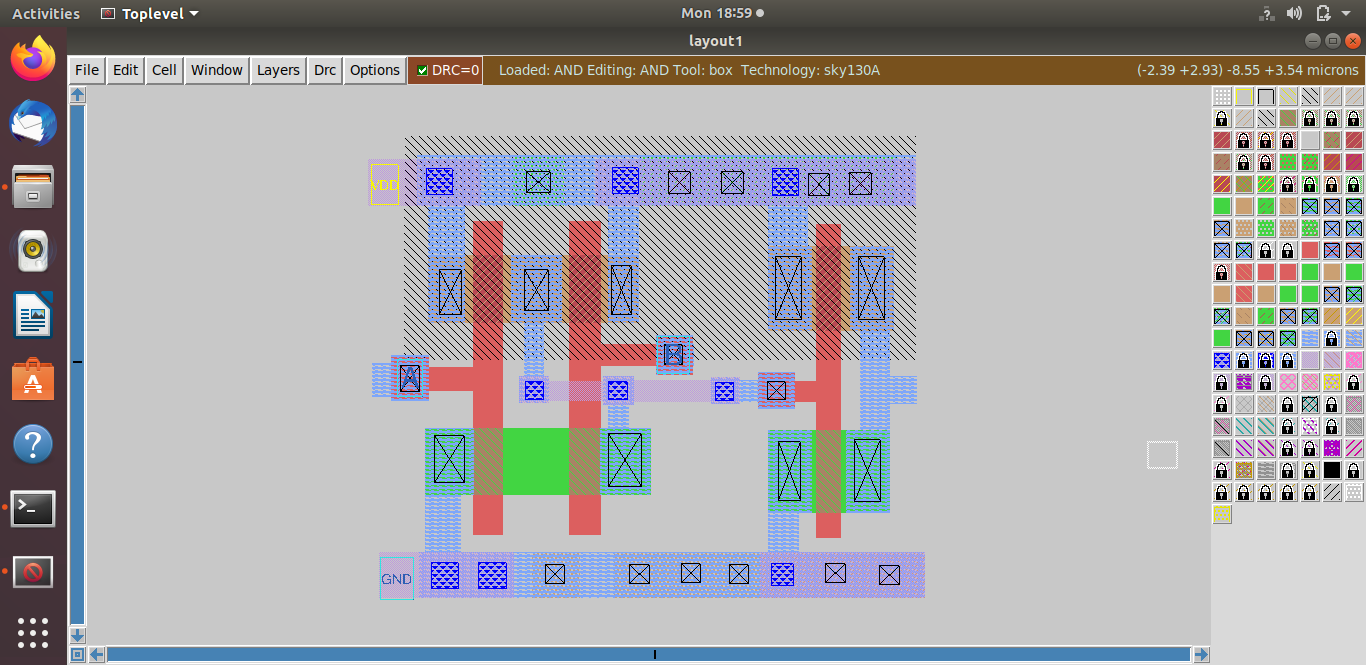 Activities Toplevel Mon 18:59
layout1
File Edit Cell Window Layers Drc Options DRC=0 Loaded: AND Editing: AND Tool: box Technology: sky130A (-2.39 +2.93) -8.55 +3.54 microns
VDD
B
A
GND